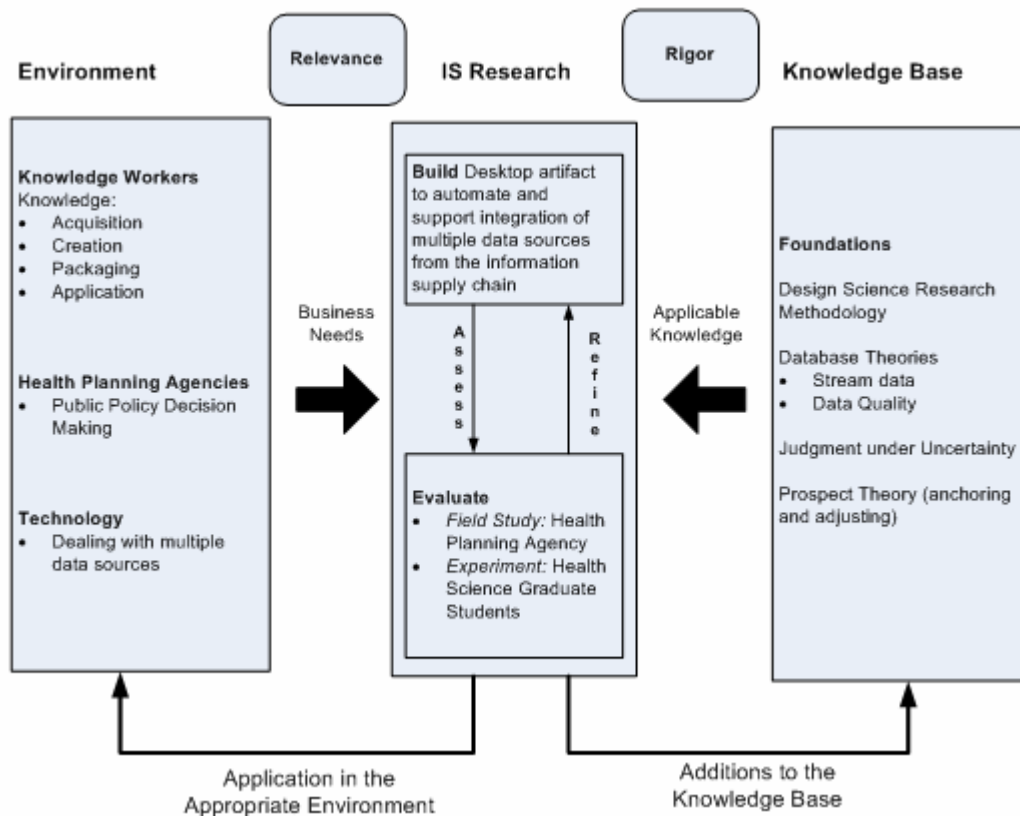 Relevance
Rigor
Environment
IS Research
Knowledge Base
Knowledge Workers
Knowledge:
• Acquisition
• Creation
• Packaging
• Application
Health Planning Agencies
• Public Policy Decision
Making
Technology
• Dealing with multiple
data sources
Business
Needs
Build Desktop artifact
to automate and
support integration of
multiple data sources
from the information
supply chain
Assess
Refine
Evaluate
• Field Study: Health
Planning Agency
• Experiment: Health
Science Graduate
Students
Applicable
Knowledge
Foundations
Design Science Research
Methodology
Database Theories
• Stream data
• Data Quality
Judgment under Uncertainty
Prospect Theory (anchoring
and adjusting)
Application in the
Appropriate Environment
Additions to the
Knowledge Base